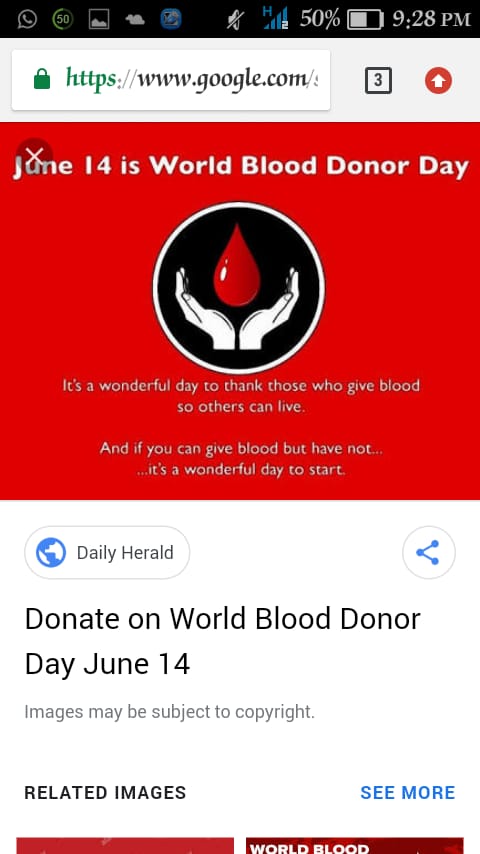 50 H 50% 9:28 PM
https://www.google.com/s 3
June 14 is World Blood Donor Day
It's a wonderful day to thank those who give blood
so others can live.
And if you can give blood but have not...
...it's a wonderful day to start.
Daily Herald
Donate on World Blood Donor
Day June 14
Images may be subject to copyright.
RELATED IMAGES SEE MORE
WORLD BLOOD